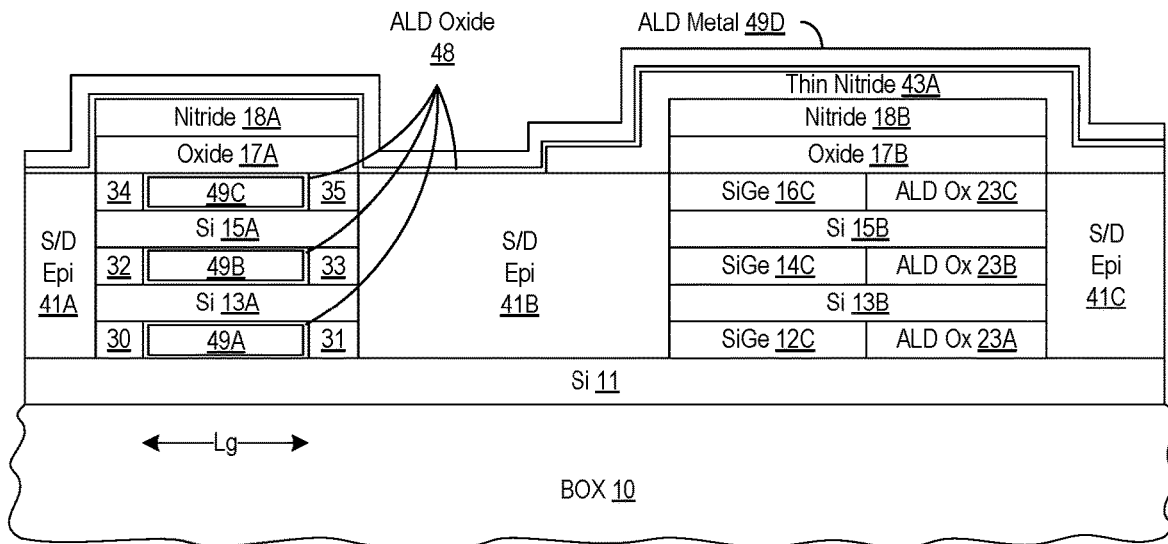 ALD Oxide
48
ALD Metal 49D
Thin Nitride 43A
Nitride 18A
Nitride 18B
Oxide 17A
Oxide 17B
34
49C
35
SiGe 16C
ALD Ox 23C
Si 15A
Si 15B
S/D
Epi
41A
32
49B
33
S/D
Epi
41B
SiGe 14C
ALD Ox 23B
S/D
Epi
41C
Si 13A
Si 13B
30
49A
31
SiGe 12C
ALD Ox 23A
Si 11
Lg
BOX 10